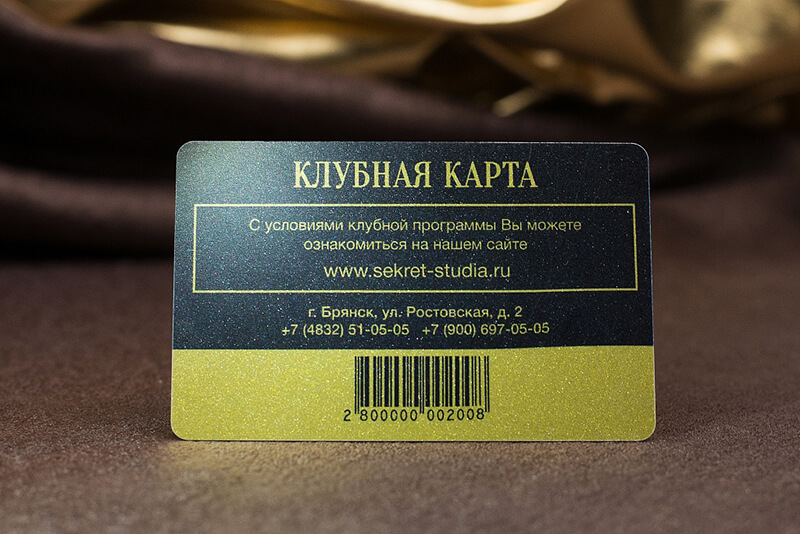 КЛУБНАЯ КАРТА
С условиями клубной программы Вы можете
ознакомиться на нашем сайте
www.sekret-studia.ru
г. Брянск, ул. Ростовская, д. 2
+7 (4832) 51-05-05 +7 (900) 697-05-05
2 800000 002008